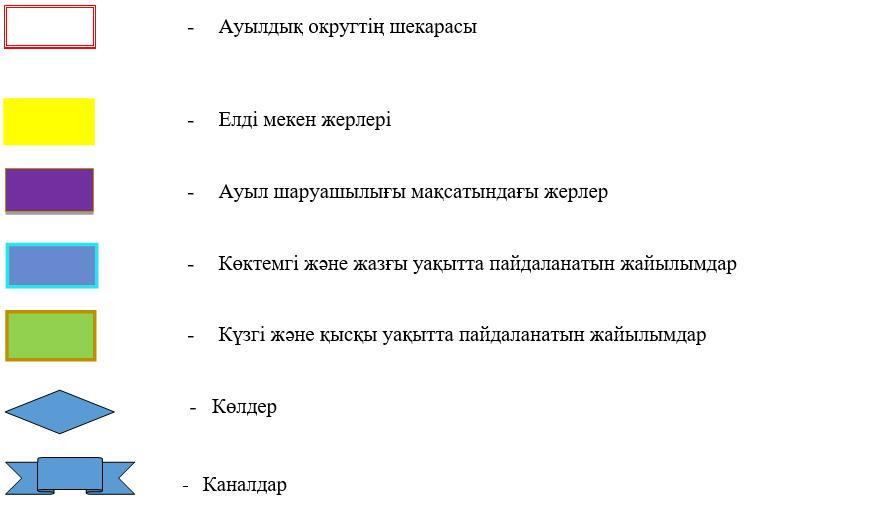 - Ауылдық округтің шекарасы
- Елді мекен жерлері
- Ауыл шаруашылығы мақсатындағы жерлер
- Көктемгі және жазғы уақытта пайдаланатын жайылымдар
- Күзгі және қысқы уақытта пайдаланатын жайылымдар
- Көлдер
- Каналдар